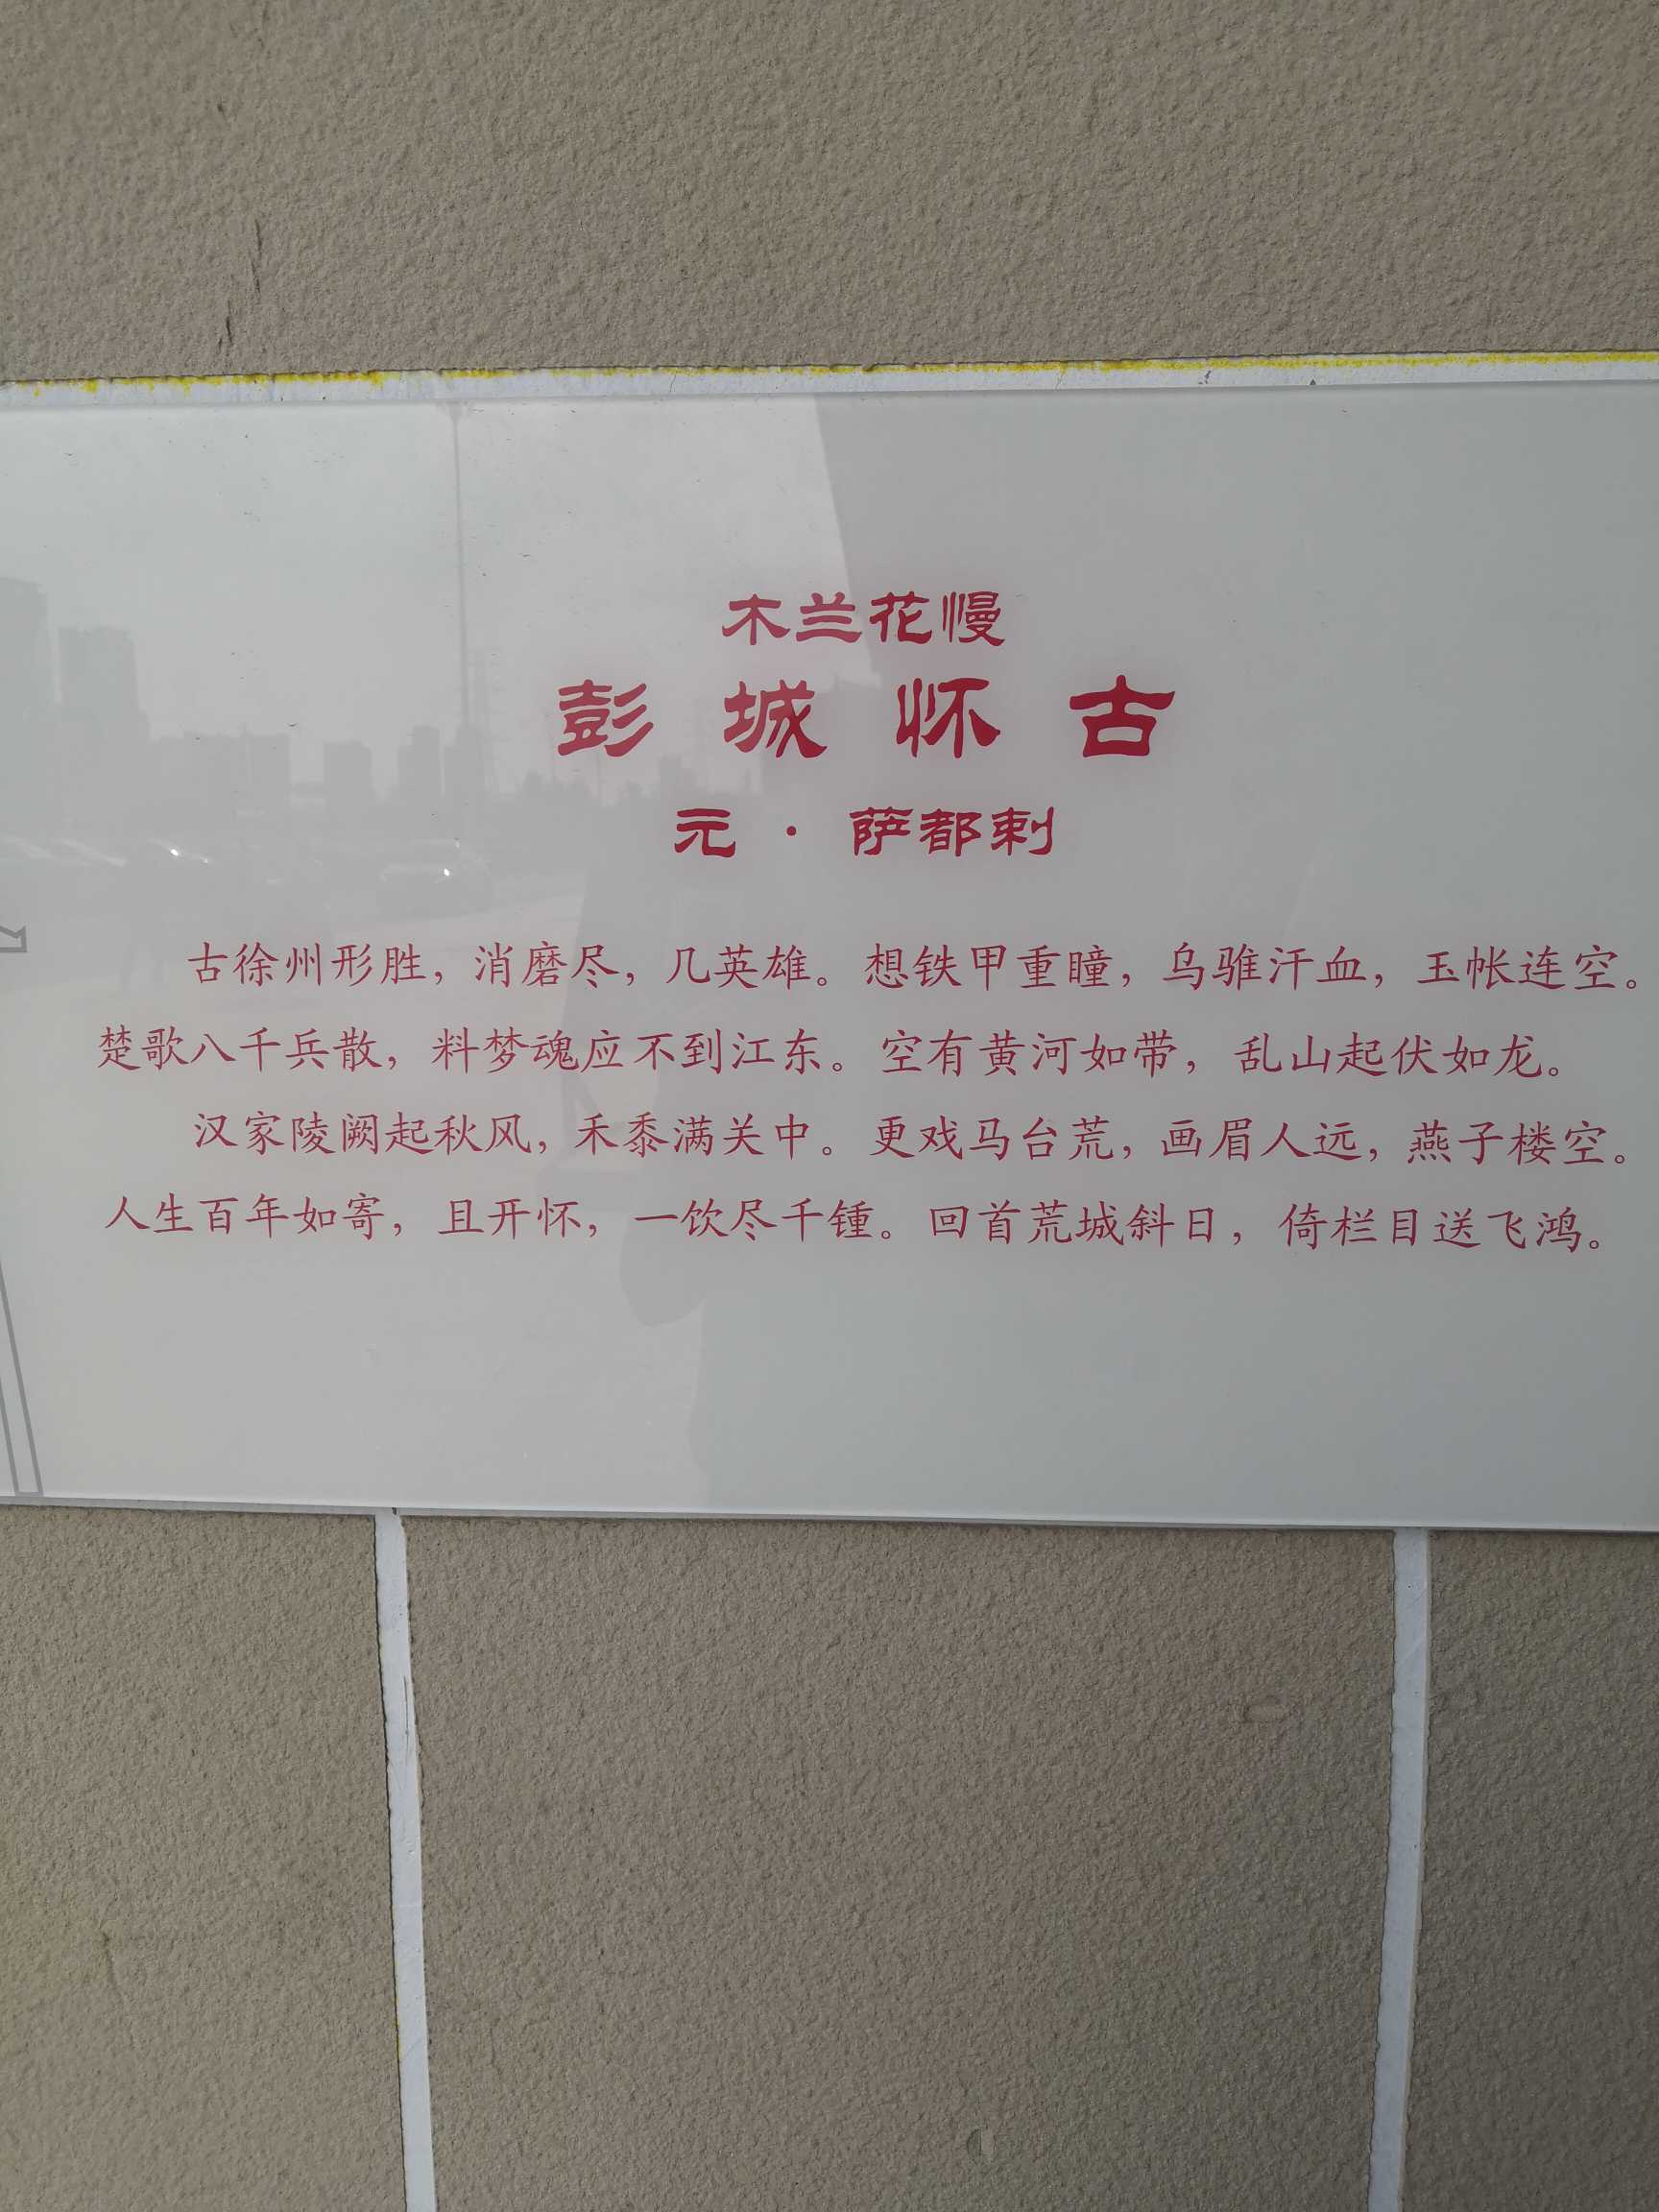 木兰花慢
彭城怀古
元·萨都剌
古徐州形胜，消磨尽，几英雄。想铁甲重瞳，乌骓汗血，玉帐连空。
楚歌八千兵散，料梦魂应不到江东。空有黄河如带，乱山起伏如龙。
汉家陵阙起秋风，禾黍满关中。更戏马台荒，画眉人远，燕子楼空。
人生百年如寄，且开怀，一饮尽千锺。回首荒城斜日，倚栏目送飞鸿。